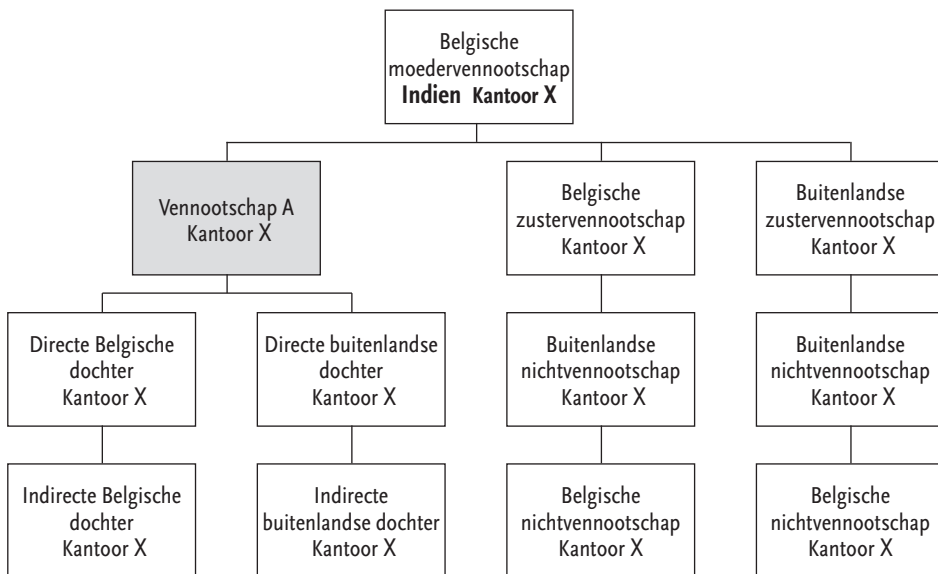 Belgische
moedervennootschap
Indien Kantoor X
Vennootschap A
Kantoor X
Belgische
zustervennootschap
Kantoor X
Buitenlandse
zustervennootschap
Kantoor X
Directe Belgische
dochter
Kantoor X
Directe buitenlandse
dochter
Kantoor X
Buitenlandse
nichtvennootschap
Kantoor X
Buitenlandse
nichtvennootschap
Kantoor X
Indirecte Belgische
dochter
Kantoor X
Indirecte
buitenlandse dochter
Kantoor X
Belgische
nichtvennootschap
Kantoor X
Belgische
nichtvennootschap
Kantoor X